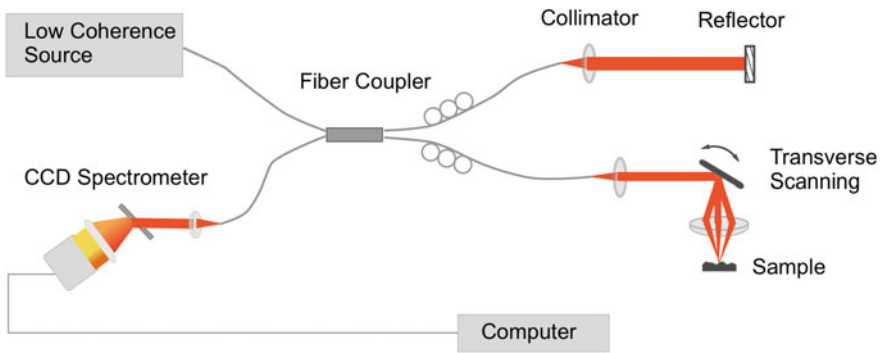 Low Coherence
Source
Collimator
Reflector
Fiber Coupler
CCD Spectrometer
Transverse
Scanning
Sample
Computer